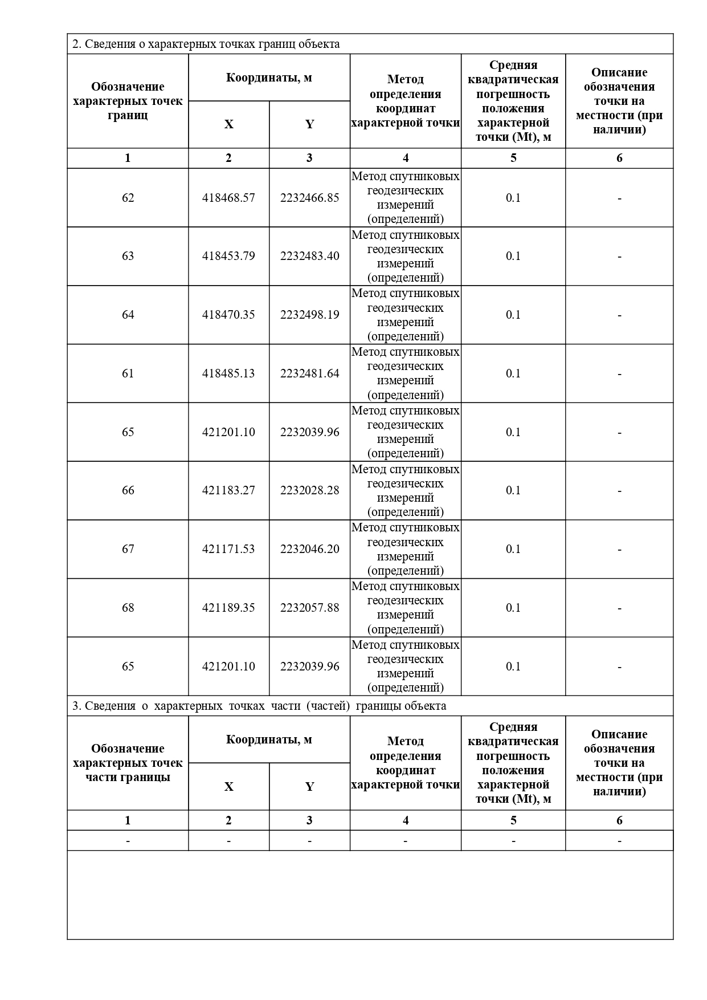 2. Сведения о характерных точках границ объекта
Обозначение
характерных точек
границ
Координаты, м
X
Y
Метод
определения
координат
характерной точки
Средняя
квадратическая
погрешность
положения
характерной
точки (Mt), м
Описание
обозначения
точки на
местности (при
наличии)
1 2 3 4 5 6
Метод спутниковых
геодезических
62 418468.57 2232466.85 0.1 -
измерений
(определений)
Метод спутниковых
геодезических
63 418453.79 2232483.40 0.1 -
измерений
(определений)
Метод спутниковых
геодезических
64 418470.35 2232498.19 0.1 -
измерений
(определений)
Метод спутниковых
геодезических
61 418485.13 2232481.64 0.1 -
измерений
(определений)
Метод спутниковых
геодезических
65 421201.10 2232039.96 0.1 -
измерений
(определений)
Метод спутниковых
геодезических
66 421183.27 2232028.28 0.1 -
измерений
(определений)
Метод спутниковых
геодезических
67 421171.53 2232046.20 0.1 -
измерений
(определений)
Метод спутниковых
геодезических
68 421189.35 2232057.88 0.1 -
измерений
(определений)
Метод спутниковых
геодезических
65 421201.10 2232039.96 0.1 -
измерений
(определений)
3. Сведения о характерных точках части (частей) границы объекта
Обозначение
характерных точек
части границы
Координаты, м
X
Y
Метод
определения
координат
характерной точки
Средняя
квадратическая
погрешность
положения
характерной
точки (Mt), м
Описание
обозначения
точки на
местности (при
наличии)
1 2 3 4 5 6
- - - - - -